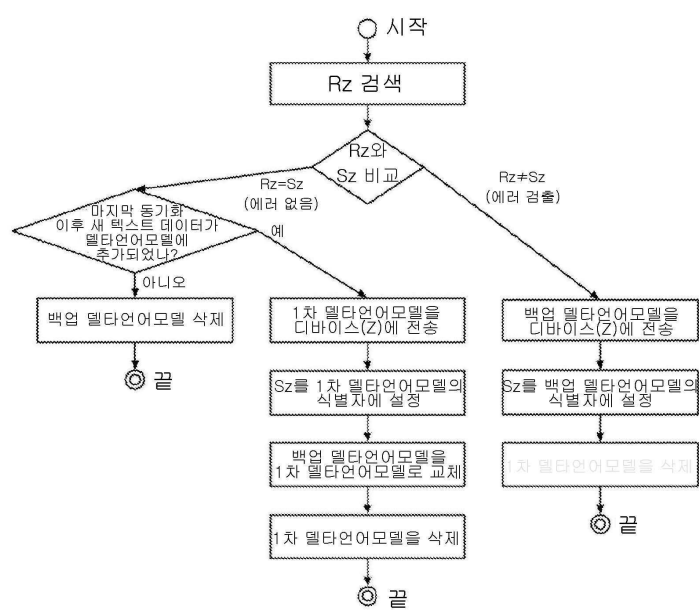 시작
Rz 검색
Rz와
Sz 비교
Rz=Sz
(에러 없음)
Rz≠Sz
(에러 검출)
마지막 동기화
이후 새 텍스트 데이터가
델타언어모델에
추가되었나?
예
아니오
백업 델타언어모델 삭제
끝
1차 델타언어모델을
디바이스(Z)에 전송
Sz를 1차 델타언어모델의
식별자에 설정
백업 델타언어모델을
1차 델타언어모델로 교체
1차 델타언어모델을 삭제
끝
백업 델타언어모델을
디바이스(Z)에 전송
Sz를 백업 델타언어모델의
식별자에 설정
1차 델타언어모델을 삭제
끝